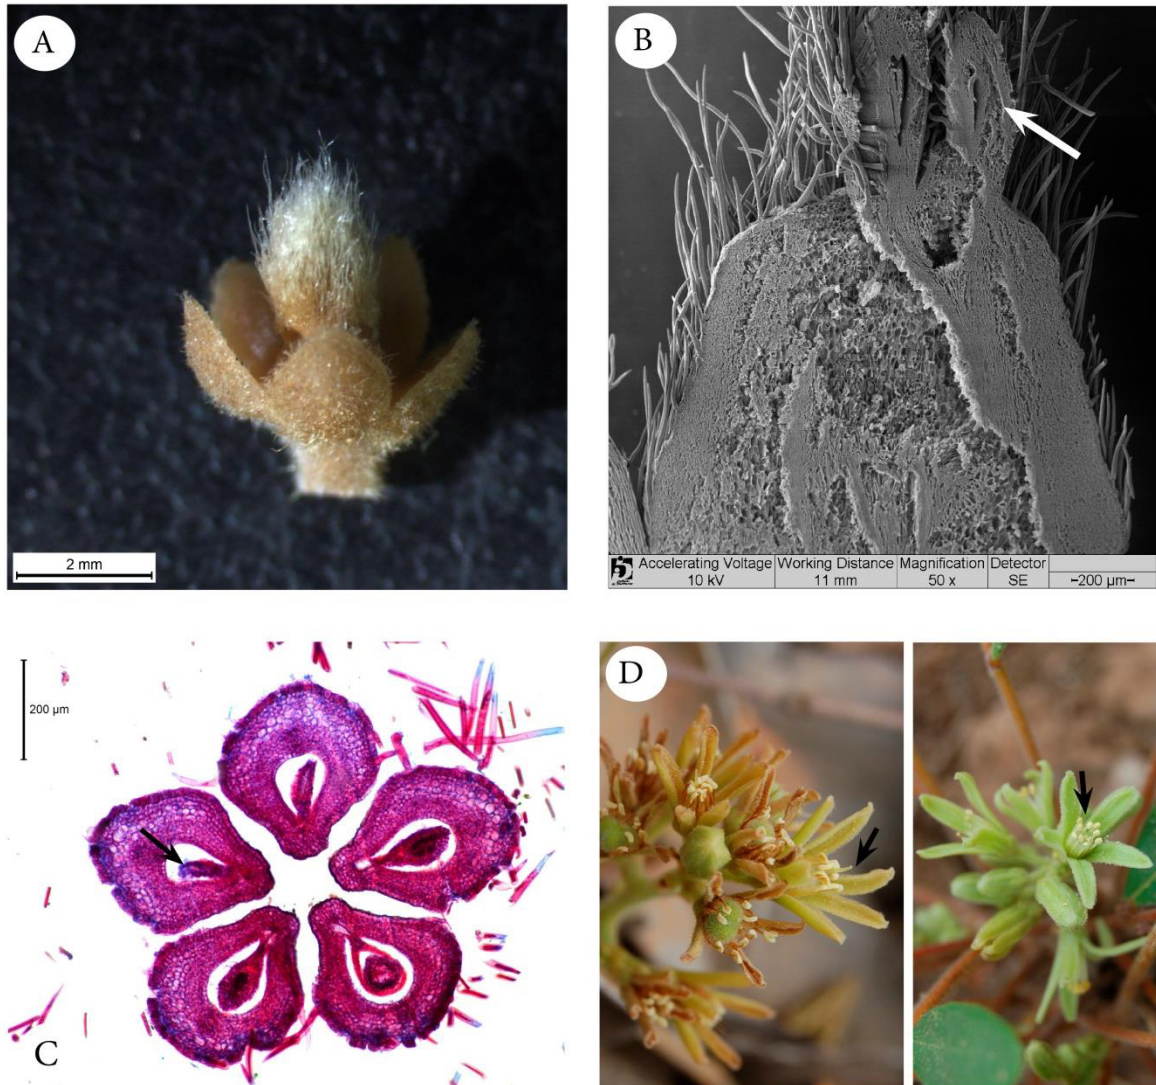 A
B
2 mm
Accelerating Voltage Working Distance Magnification Detector
10 kV 11 mm 50 x SE -200 µm-
200 µm
C
D